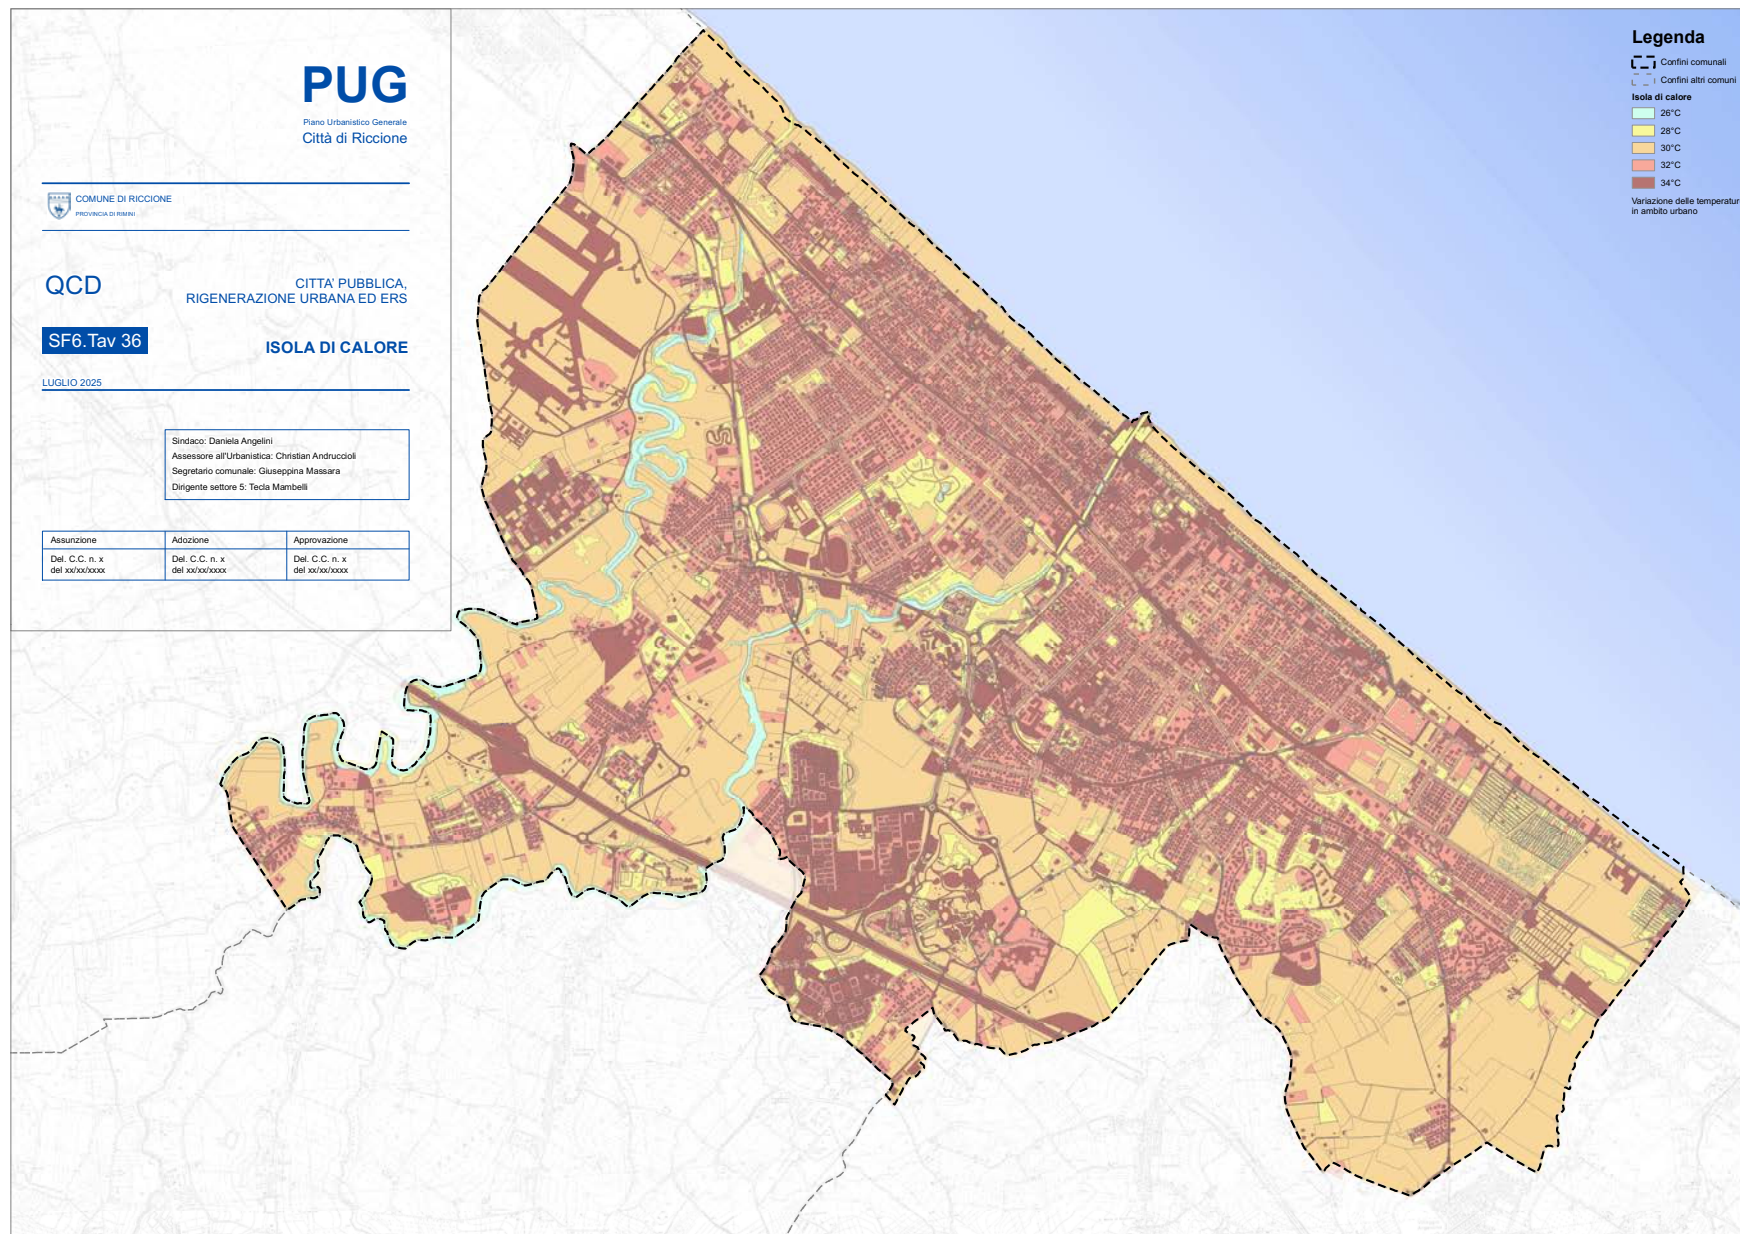 PUG
Piano Urbanistico Generale
Città di Riccione
COMUNE DI RICCIONE
PROVINCIA DI RIMINI
QCD
CITTA' PUBBLICA,
RIGENERAZIONE URBANA ED ERS
SF6.Tav 36
ISOLA DI CALORE
LUGLIO 2025
Sindaco: Daniela Angelini
Assessore all'Urbanistica: Christian Andruccioli
Segretario comunale: Giuseppina Massara
Dirigente settore 5: Tecla Mambelli
Assunzione Adozione Approvazione
Del. C.C. n. x Del. C.C. n. x Del. C.C. n. x
del xx/xx/xxxx del xx/xx/xxxx del xx/xx/xxxx
Legenda
Confini comunali
Confini altri comuni
Isola di calore
26°C
28°C
30°C
32°C
34°C
Variazione delle temperatur
in ambito urbano